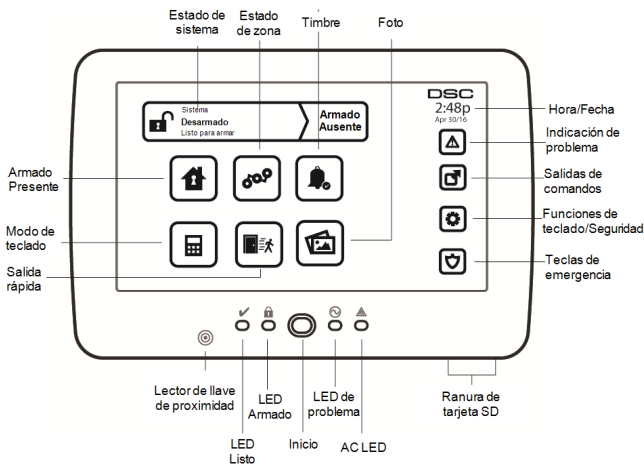 Estado de
sistema
Estado
de zona
Timbre
Foto
DSC
2:48p
Apr 30/16
Hora/Fecha
Sistema
Desarmado
Listo para armar
Armado
Ausente
Indicación de
problema
Armado
Presente
Salidas de
comandos
Modo de
teclado
Funciones de
teclado/Seguridad
Salida
rápida
Teclas de
emergencia
Lector de llave
de proximidad
LED
Armado
LED de
problema
Ranura de
tarjeta SD
LED
Listo
Inicio
AC LED